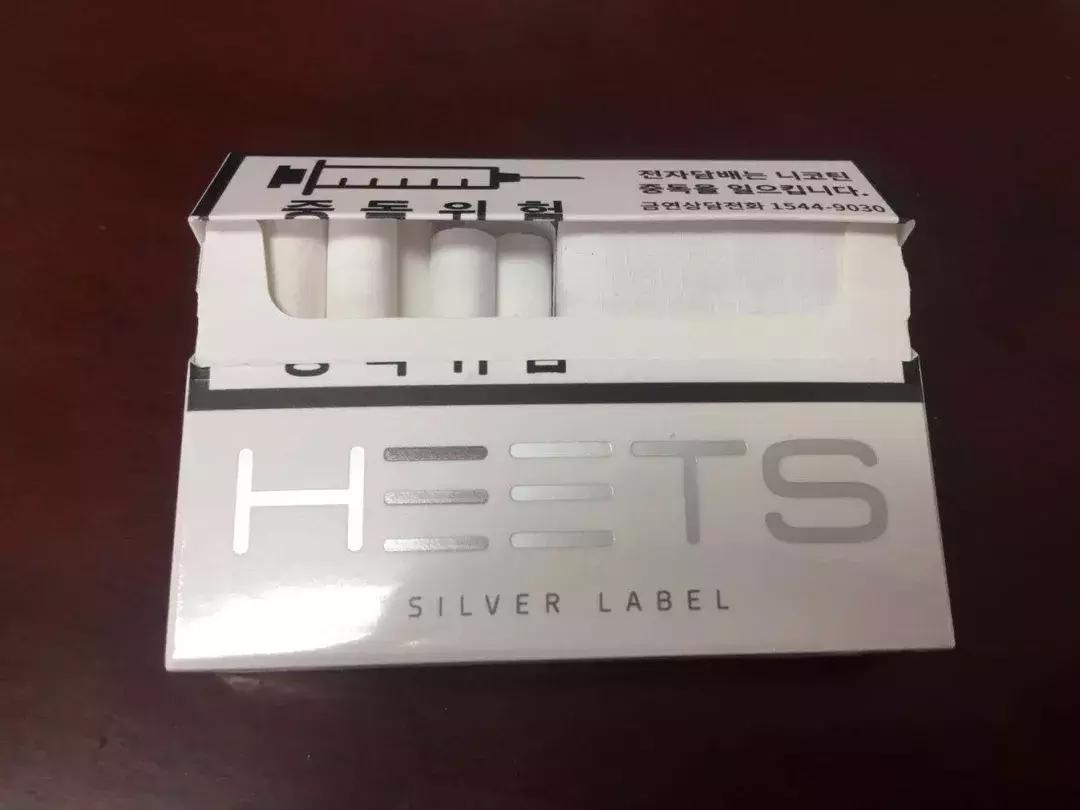 전자담배는 니코틴
중독을 일으킵니다.
금연상담전화 1544-9030
중독위험
HEETS
SILVER LABEL